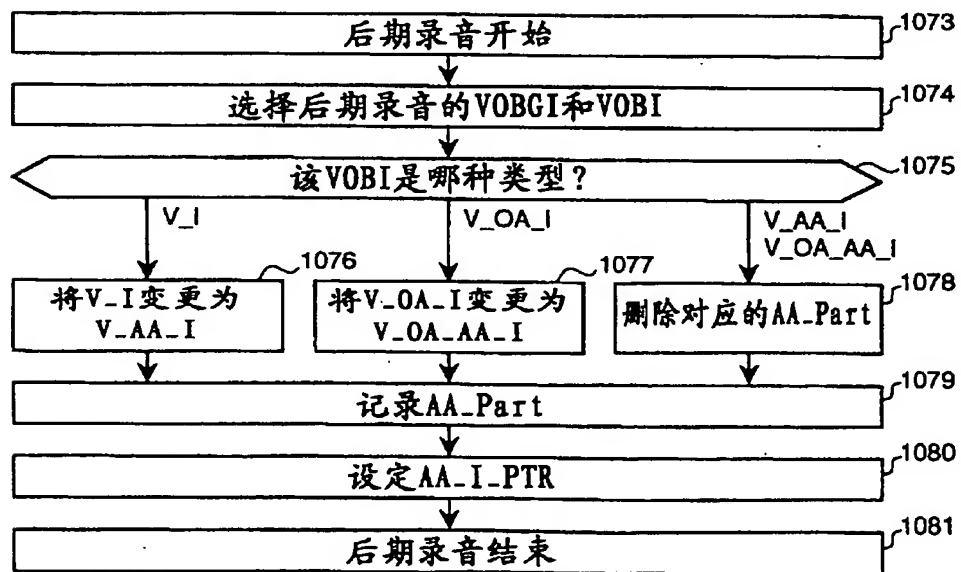 后期录音开始
1073
选择后期录音的VOBGI和VOBI
1074
该VOBI是哪种类型?
1075
V_I
V_OA_I
V_AA_I
V_OA_AA_I
1076
将V_I变更为
V_AA_I
1077
将V_OA_I变更为
V_OA_AA_I
1078
删除对应的AA_Part
1079
记录AA_Part
1080
设定AA_I_PTR
1081
后期录音结束